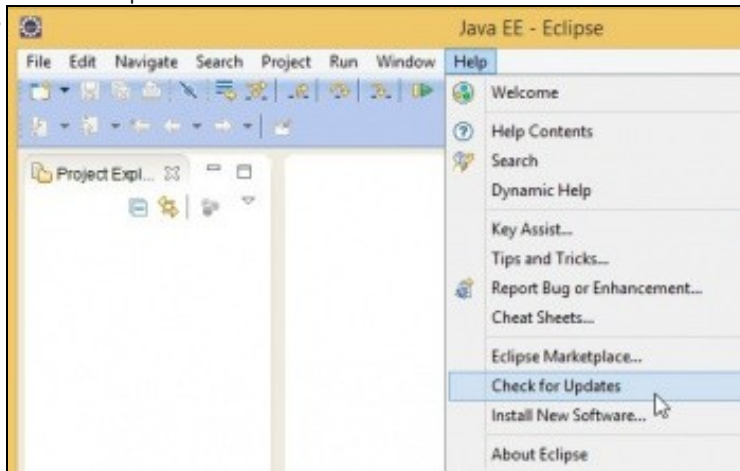 Java EE - Eclipse
File Edit Navigate Search Project Run Window Help
Welcome
Help Contents
Search
Dynamic Help
Key Assist...
Tips and Tricks...
Report Bug or Enhancement...
Cheat Sheets...
Eclipse Marketplace...
Check for Updates
Install New Software...
About Eclipse
Project Expl...